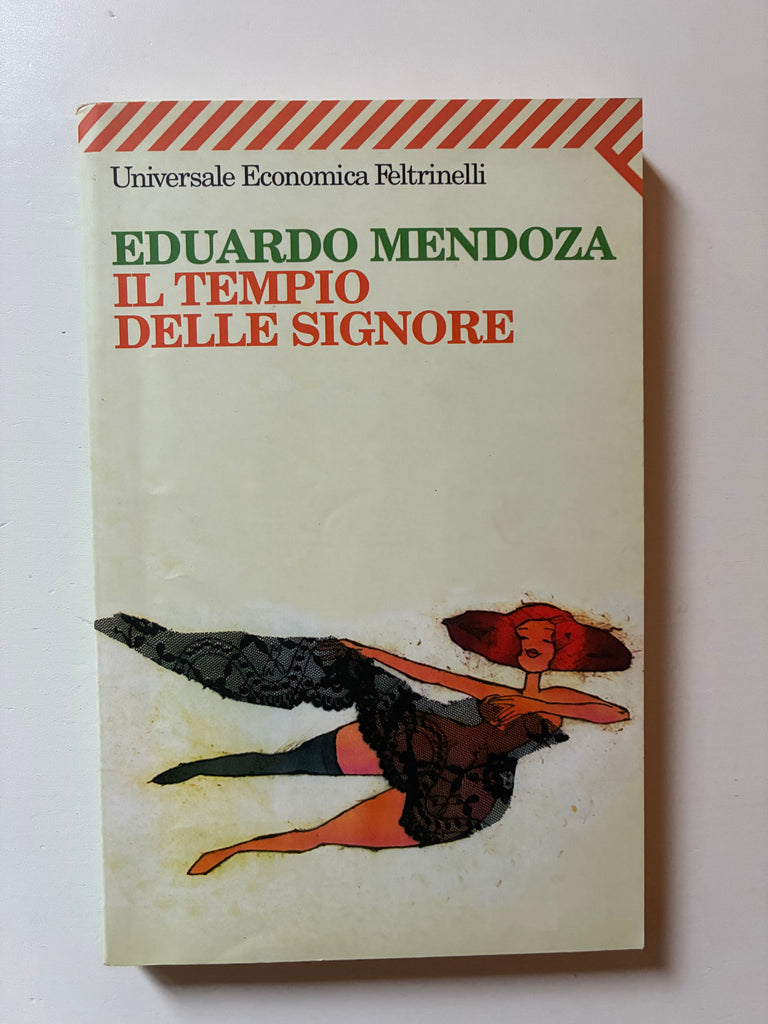 Universale Economica Feltrinelli
EDUARDO MENDOZA
IL TEMPIO
DELLE SIGNORE